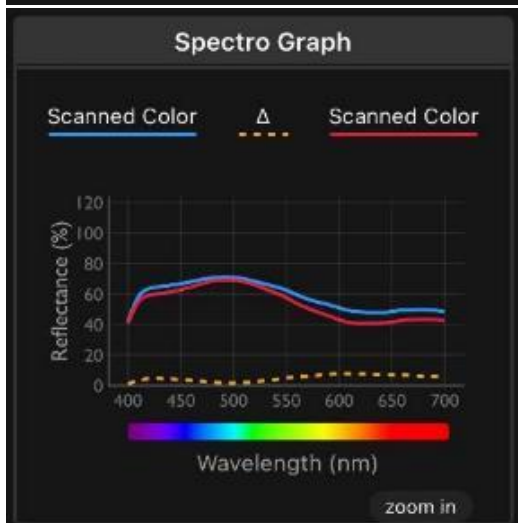 Spectro Graph
Scanned Color Δ Scanned Color
120
100
80
60
40
20
0
Reflectance (%)
400 450 500 550 600 650 700
Wavelength (nm)
zoom in